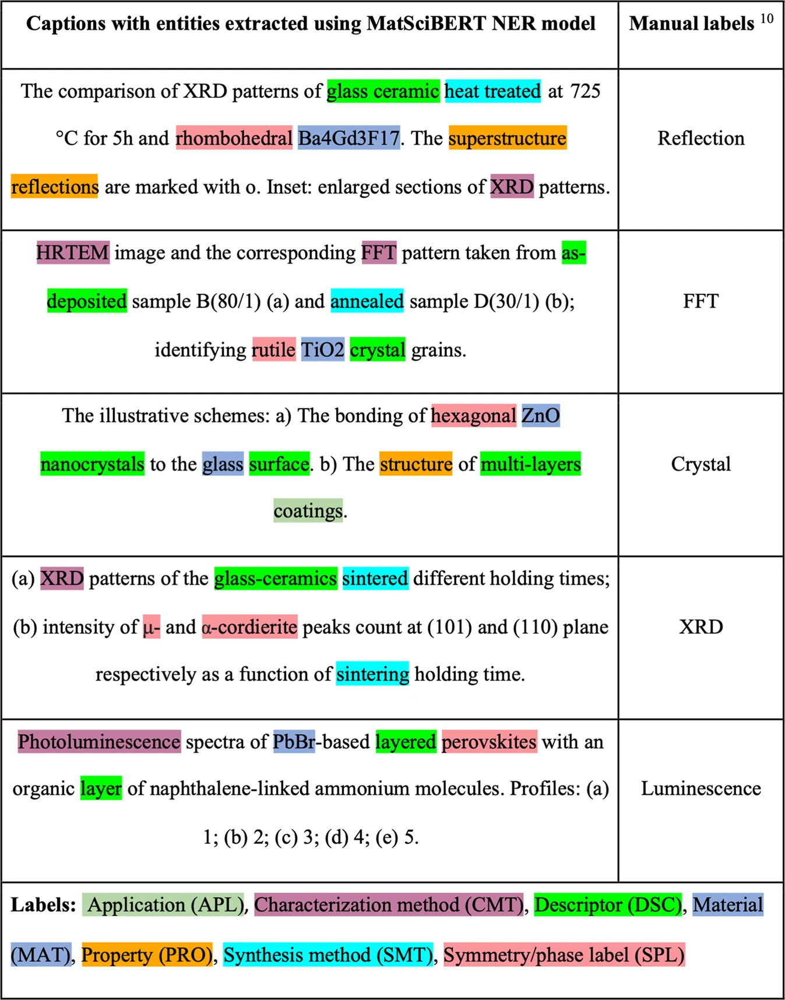 Captions with entities extracted using MatSciBERT NER model
Manual labels 10
The comparison of XRD patterns of glass ceramic heat treated at 725
°C for 5h and rhombohedral Ba4Gd3F17. The superstructure
reflections are marked with o. Inset: enlarged sections of XRD patterns.
Reflection
HRTEM image and the corresponding FFT pattern taken from as-
deposited sample B(80/1) (a) and annealed sample D(30/1) (b);
identifying rutile TiO2 crystal grains.
FFT
The illustrative schemes: a) The bonding of hexagonal ZnO
nanocrystals to the glass surface. b) The structure of multi-layers
coatings.
Crystal
(a) XRD patterns of the glass-ceramics sintered different holding times;
(b) intensity of μ- and α-cordierite peaks count at (101) and (110) plane
respectively as a function of sintering holding time.
XRD
Photoluminescence spectra of PbBr-based layered perovskites with an
organic layer of naphthalene-linked ammonium molecules. Profiles: (a)
1; (b) 2; (c) 3; (d) 4; (e) 5.
Luminescence
Labels: Application (APL), Characterization method (CMT), Descriptor (DSC), Material
(MAT), Property (PRO), Synthesis method (SMT), Symmetry/phase label (SPL)